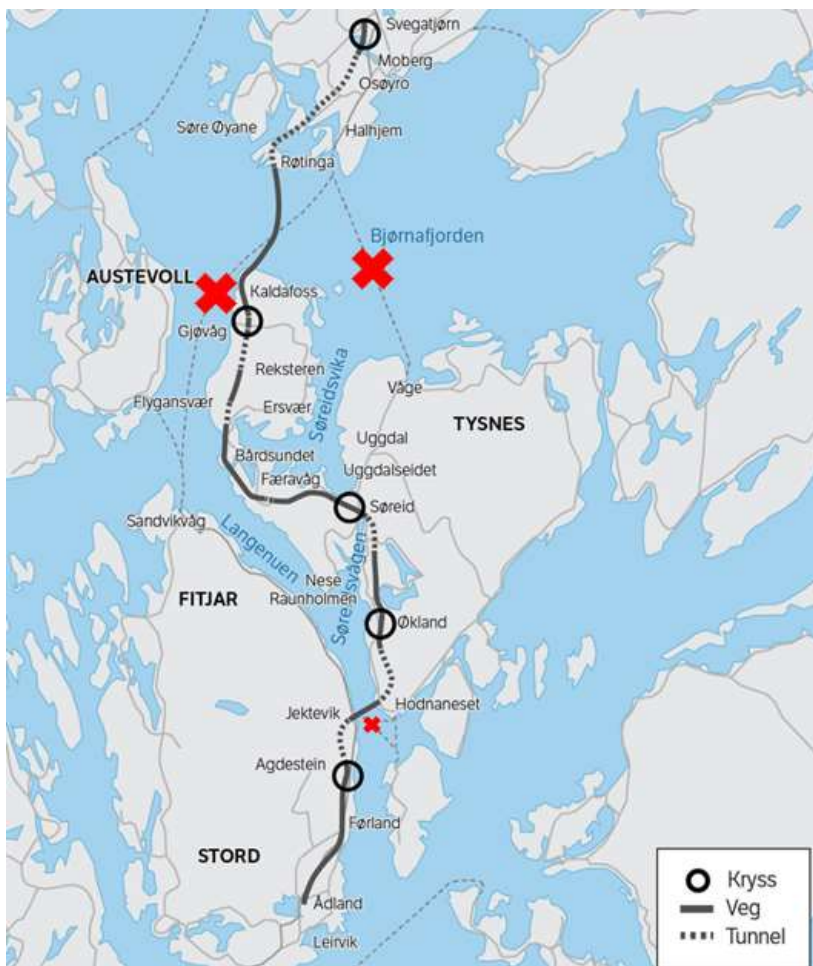 Svegatjørn
Moberg
Osøyro
Søre Øyane
Halhjem
Røtinga
Bjørnafjorden
AUSTEVOLL
Kaldafoss
Gjøvåg
Reksteren
Søreidsvika
Våge
Flygansvær
Ersvær
TYSNES
Uggdal
Bårdsundet
Uggdalseidet
Færavåg
Søreid
Sandvikvåg
Langenuen
Søreidsvågen
Nese
Raunholmen
FITJAR
Økland
Hodnaneset
Jektevik
Agdestein
Førland
STORD
Ådland
Leirvik
Kryss
Veg
Tunnel